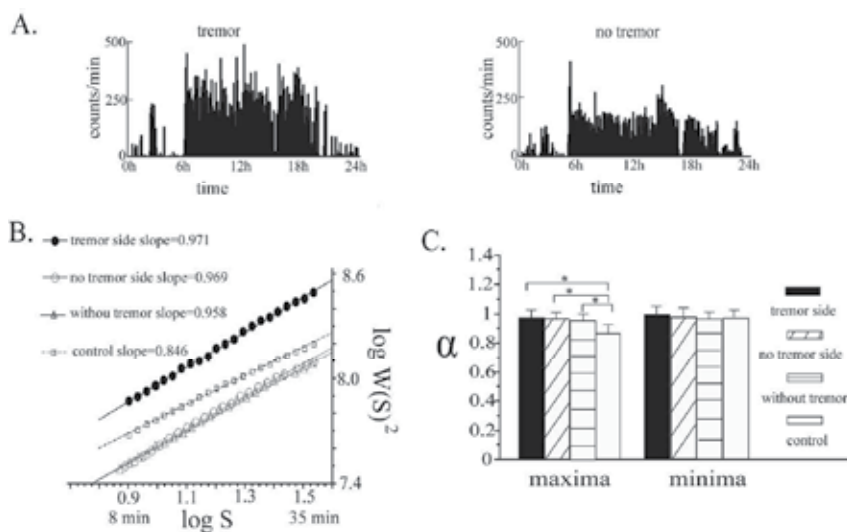 A.
tremor
no tremor
counts/min
500
250
0
0h
6h
12h
18h
24h
time
counts/min
500
250
0
0h
6h
12h
18h
24h
time
B.
tremor side slope=0.971
no tremor side slope=0.969
withou tremor slope=0.958
control slope=0.846
8.6
8.0
7.4
log W(S)²
0.9
1.1
1.3
1.5
8 min
log S
35 min
C.
1.4
1.2
1
0.8
0.6
0.4
0.2
0
α
*
*
*
maxima
minima
tremor side
no tremor side
without tremor
control